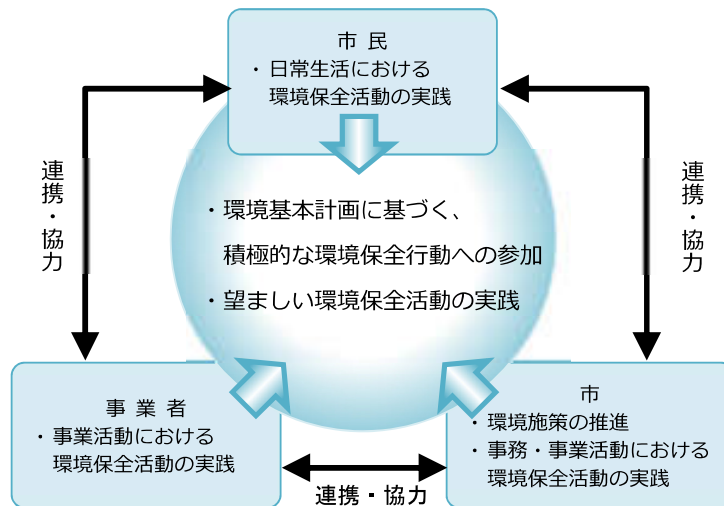 市 民
・日常生活における
環境保全活動の実践
連携・協力
連携・協力
・環境基本計画に基づく、
積極的な環境保全行動への参加
・望ましい環境保全活動の実践
事 業 者
・事業活動における
環境保全活動の実践
市
・環境施策の推進
・事務・事業活動における
環境保全活動の実践
連携・協力